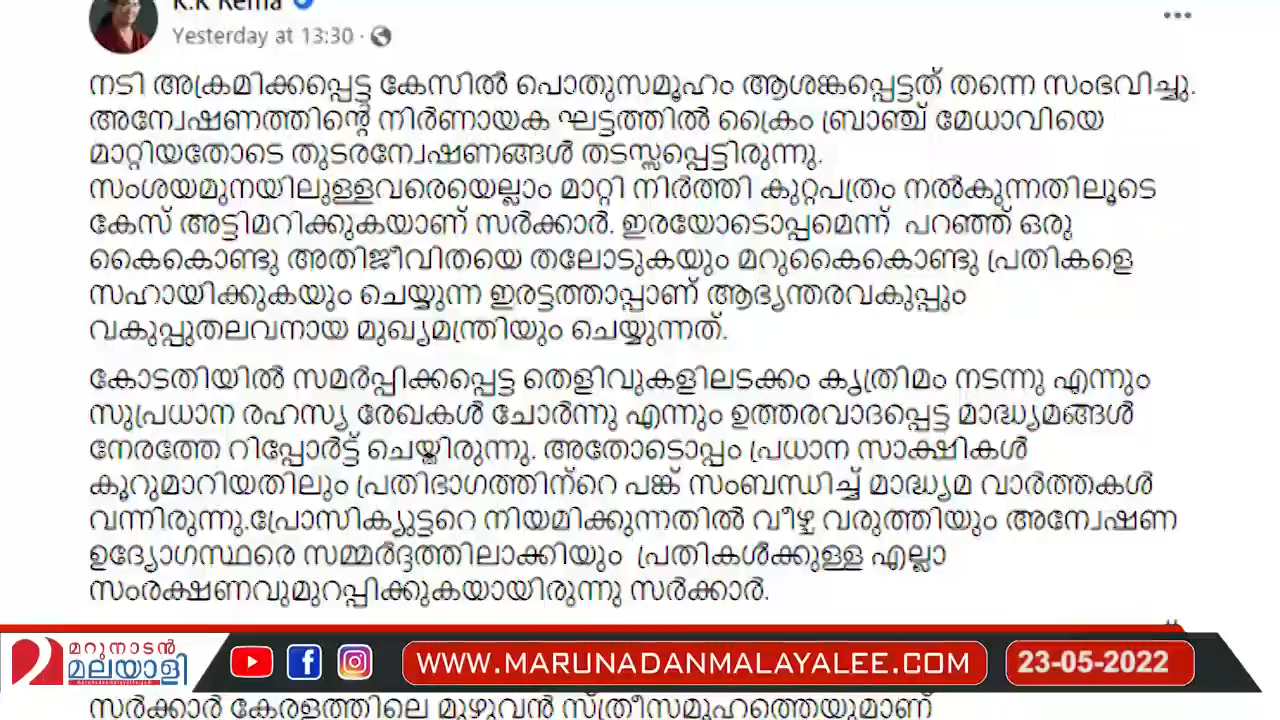 K.K Rema
Yesterday at 13:30 ·
നടി അക്രമിക്കപ്പെട്ട കേസിൽ പൊതുസമൂഹം ആശങ്കപ്പെട്ടത് തന്നെ സംഭവിച്ചു.
അന്വേഷണത്തിന്റെ നിർണായക ഘട്ടത്തിൽ ക്രൈം ബ്രാഞ്ച് മേധാവിയെ
മാറ്റിയതോടെ തുടരന്വേഷണങ്ങൾ തടസ്സപ്പെട്ടിരുന്നു.
സംശയമുനയിലുള്ളവരെയെല്ലാം മാറ്റി നിർത്തി കുറ്റപത്രം നൽകുന്നതിലൂടെ
കേസ് അട്ടിമറിക്കുകയാണ് സർക്കാർ. ഇരയോടൊപ്പമെന്ന് പറഞ്ഞ് ഒരു
കൈകൊണ്ടു അതിജീവിതയെ തലോടുകയും മറുകൈകൊണ്ടു പ്രതികളെ
സഹായിക്കുകയും ചെയ്യുന്ന ഇരട്ടത്താപ്പാണ് ആഭ്യന്തരവകുപ്പും
വകുപ്പുതലവനായ മുഖ്യമന്ത്രിയും ചെയ്യുന്നത്.
കോടതിയിൽ സമർപ്പിക്കപ്പെട്ട തെളിവുകളിലടക്കം കൃത്രിമം നടന്നു എന്നും
സുപ്രധാന രഹസ്യ രേഖകൾ ചോർന്നു എന്നും ഉത്തരവാദപ്പെട്ട മാദ്ധ്യമങ്ങൾ
നേരത്തേ റിപ്പോർട്ട് ചെയ്തിരുന്നു. അതോടൊപ്പം പ്രധാന സാക്ഷികൾ
കൂറുമാറിയതിലും പ്രതിഭാഗത്തിന്റെ പങ്ക് സംബന്ധിച്ച് മാദ്ധ്യമ വാർത്തകൾ
വന്നിരുന്നു.പ്രോസിക്യുട്ടറെ നിയമിക്കുന്നതിൽ വീഴ്ച വരുത്തിയും അന്വേഷണ
ഉദ്യോഗസ്ഥരെ സമ്മർദ്ദത്തിലാക്കിയും പ്രതികൾക്കുള്ള എല്ലാ
സംരക്ഷണവുമുറപ്പിക്കുകയായിരുന്നു സർക്കാർ.
മറുനാടൻ
മലയാളി
WWW.MARUNADANMALAYALEE.COM
23-05-2022
സർക്കാർ കേരളത്തിലെ മുഴുവൻ സ്ത്രീസമൂഹത്തെയുമാണ്